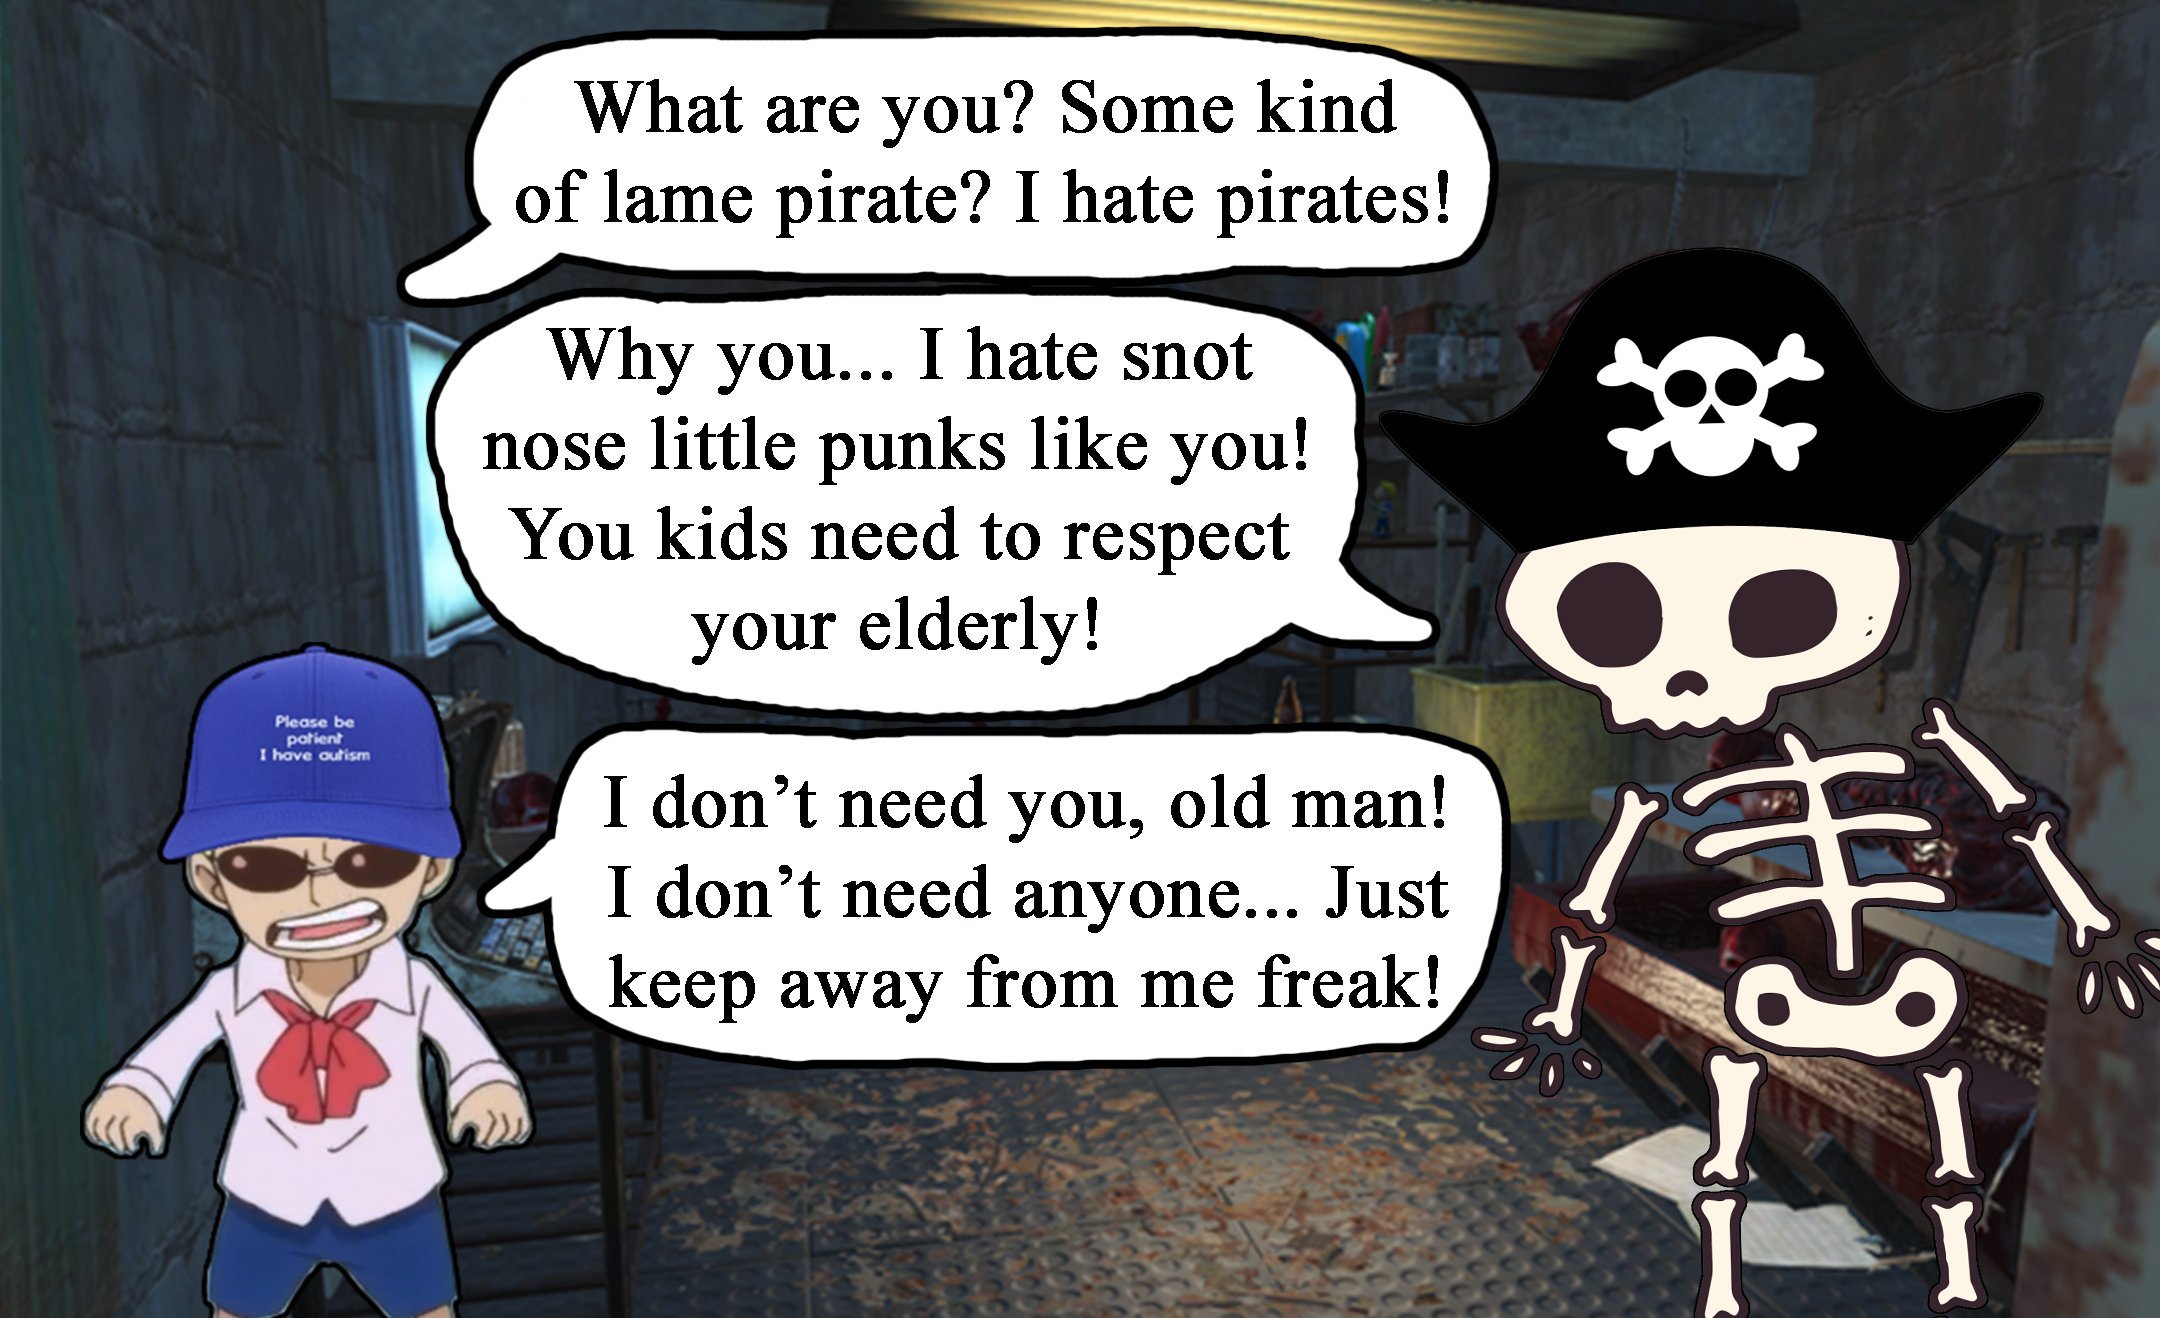 What are you? Some kind
of lame pirate? I hate pirates!
Why you... I hate snot
nose little punks like you!
You kids need to respect
your elderly!
Please be
patient
I have autism
I don’t need you, old man!
I don’t need anyone... Just
keep away from me freak!